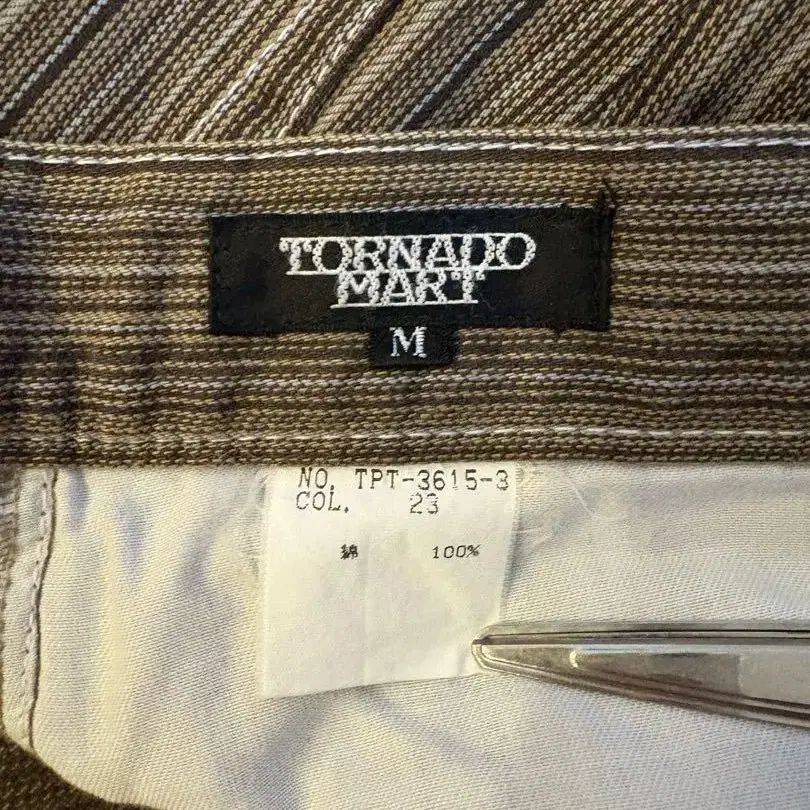 TORNADO
MART
M
NO. TPT-3615-3
COL. 23
綿 100%